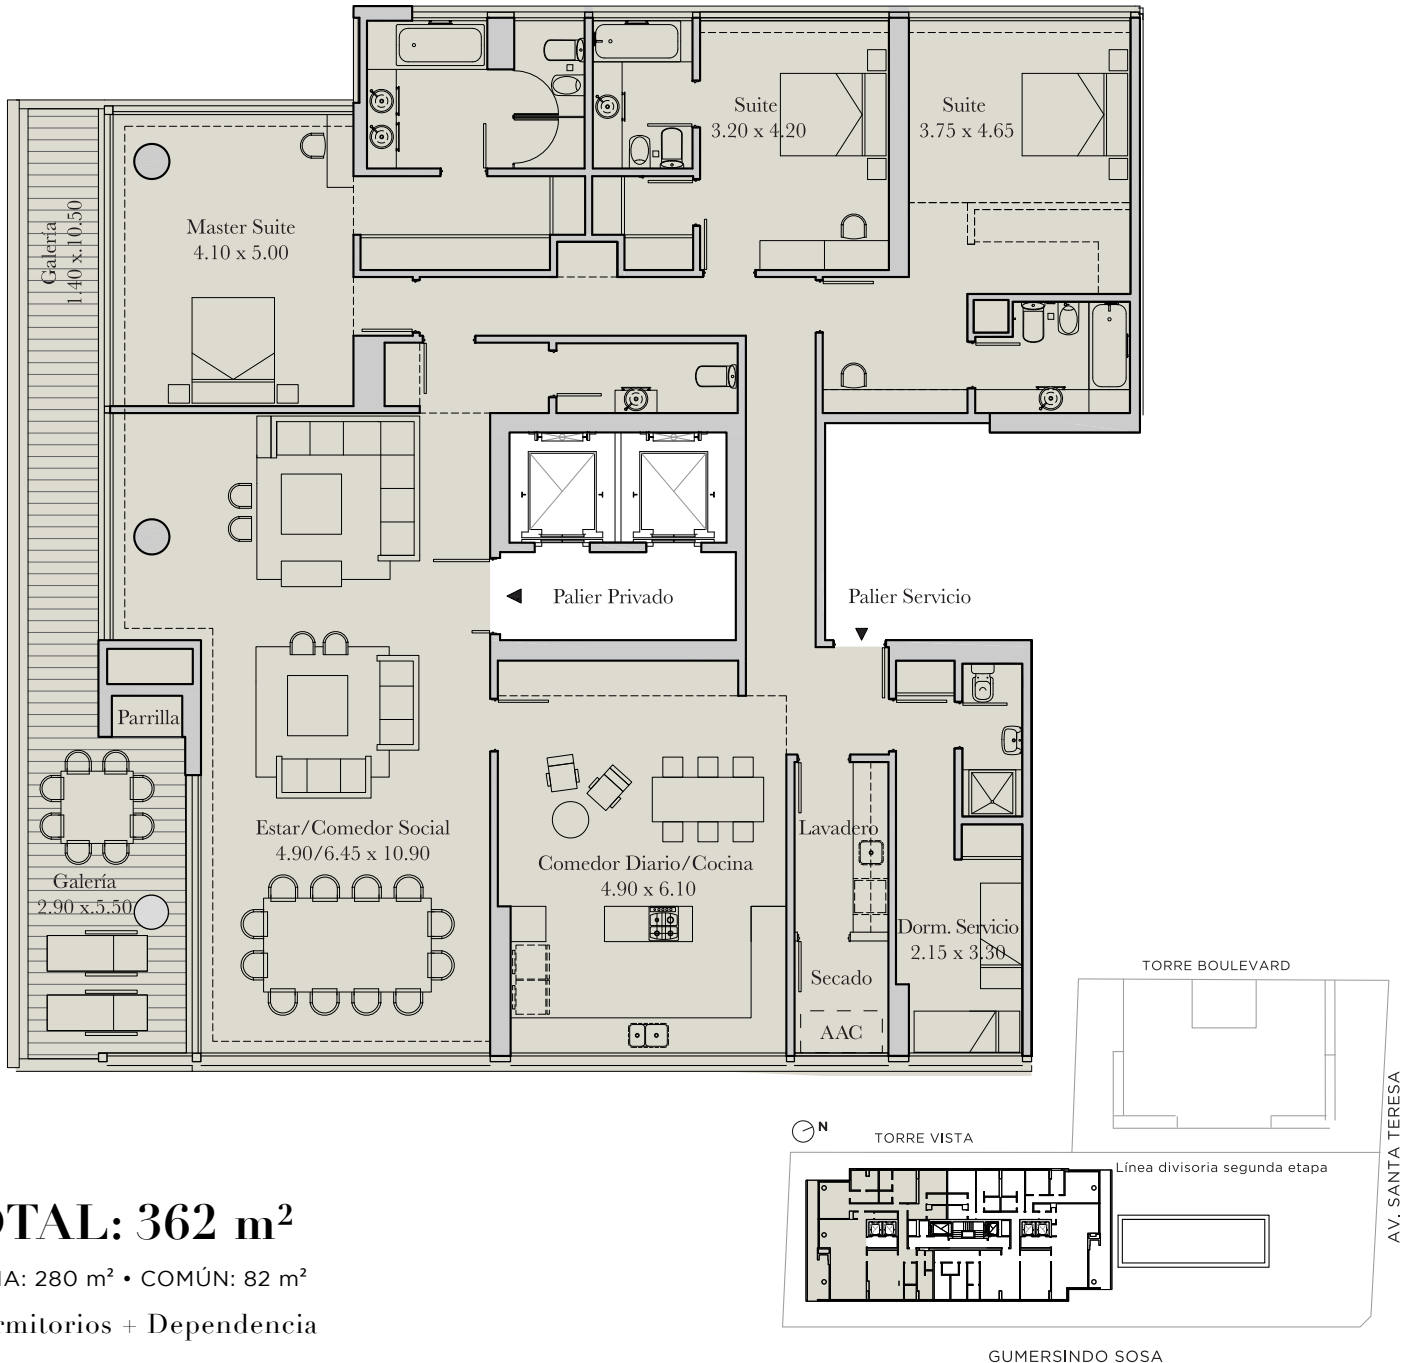 Suite
3.20 x 4.20
Suite
3.75 x 4.65
Master Suite
4.10 x 5.00
Galería
1.40 x.10.50
Palier Privado
Palier Servicio
Parrilla
Estar/Comedor Social
4.90/6.45 x 10.90
Comedor Diario/Cocina
4.90 x 6.10
Lavadero
Galería
2.90 x.5.50
Dorm. Servicio
2.15 x 3.30
Secado
AAC
TORRE BOULEVARD
AV. SANTA TERESA
N
TORRE VISTA
Línea divisoria segunda etapa
OTAL: 362 m²
IA: 280 m² • COMÚN: 82 m²
rmitorios + Dependencia
GUMERSINDO SOSA